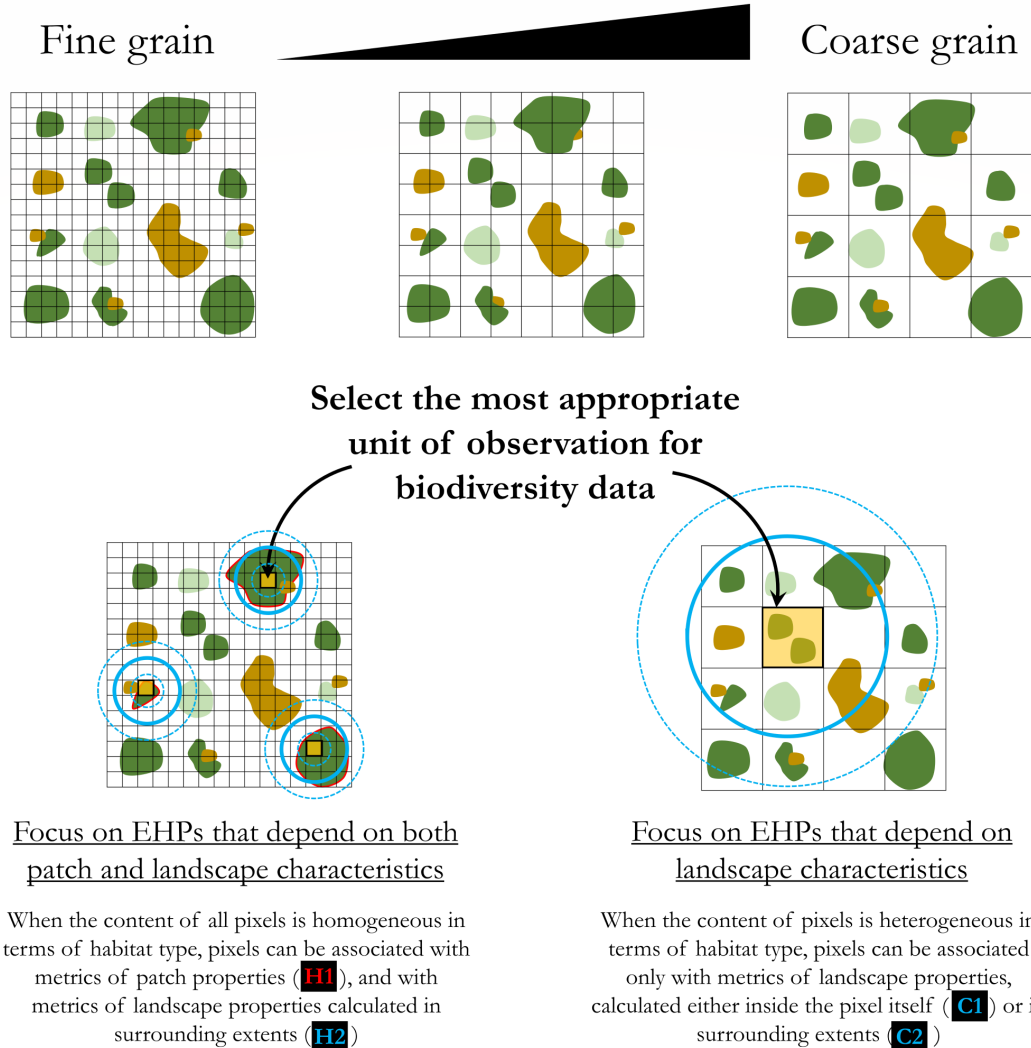 Fine grain
Coarse grain
Select the most appropriate
unit of observation for
biodiversity data
Focus on EHPs that depend on both
patch and landscape characteristics
When the content of all pixels is homogeneous in
terms of habitat type, pixels can be associated with
metrics of patch properties (H1), and with
metrics of landscape properties calculated in
surrounding extents (H2)
Focus on EHPs that depend on
landscape characteristics
When the content of pixels is heterogeneous in
terms of habitat type, pixels can be associated
only with metrics of landscape properties,
calculated either inside the pixel itself (C1) or i
surrounding extents (C2 )